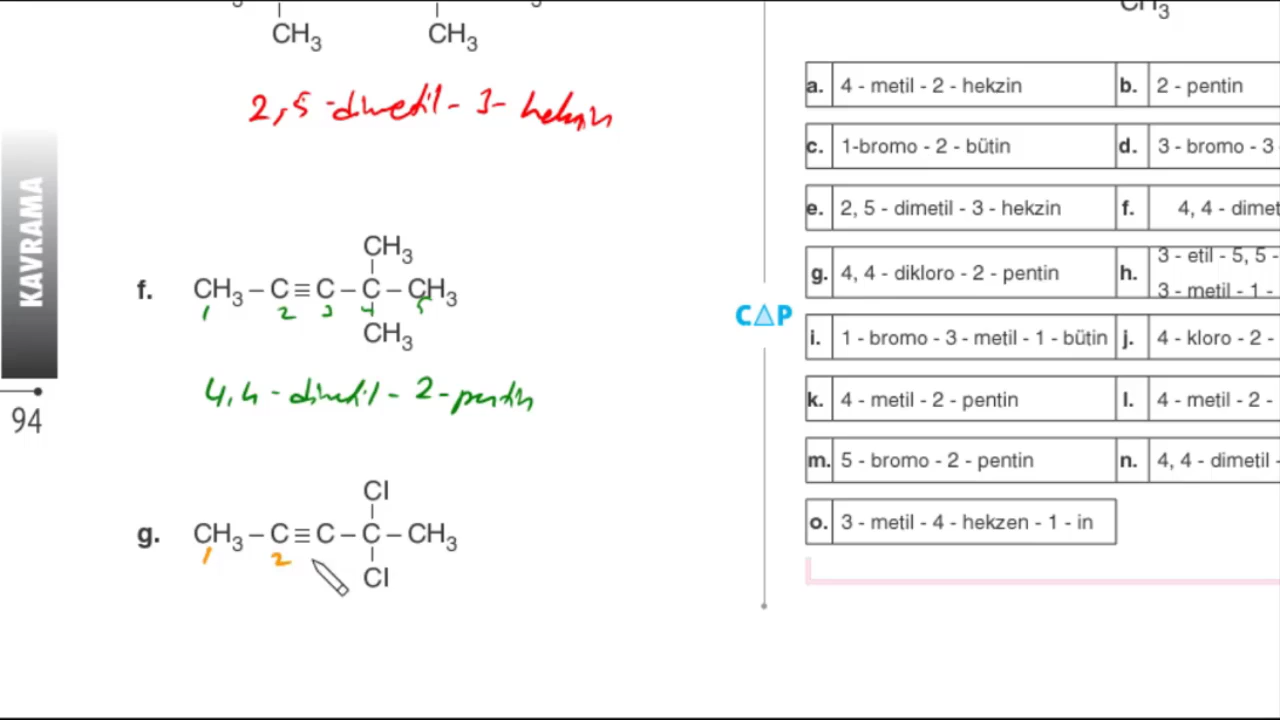 CH3 CH3
2,5-dimetil-3-hekzin
KAVRAMA
94
CH3
f. CH3 – C ≡ C – C – CH3
1 2 3 4 5
CH3
4,4-dimetil-2-pentin
Cl
g. CH3 – C ≡ C – C – CH3
1 2
Cl
CAP
CH3
a. 4 - metil - 2 - hekzin b. 2 - pentin
c. 1-bromo - 2 - bütin d. 3 - bromo - 3
e. 2, 5 - dimetil - 3 - hekzin f. 4, 4 - dimet
g. 4, 4 - dikloro - 2 - pentin h. 3 - etil - 5, 5 -
3 - metil - 1 -
i. 1 - bromo - 3 - metil - 1 - bütin j. 4 - kloro - 2 -
k. 4 - metil - 2 - pentin l. 4 - metil - 2 -
m. 5 - bromo - 2 - pentin n. 4, 4 - dimetil -
o. 3 - metil - 4 - hekzen - 1 - in